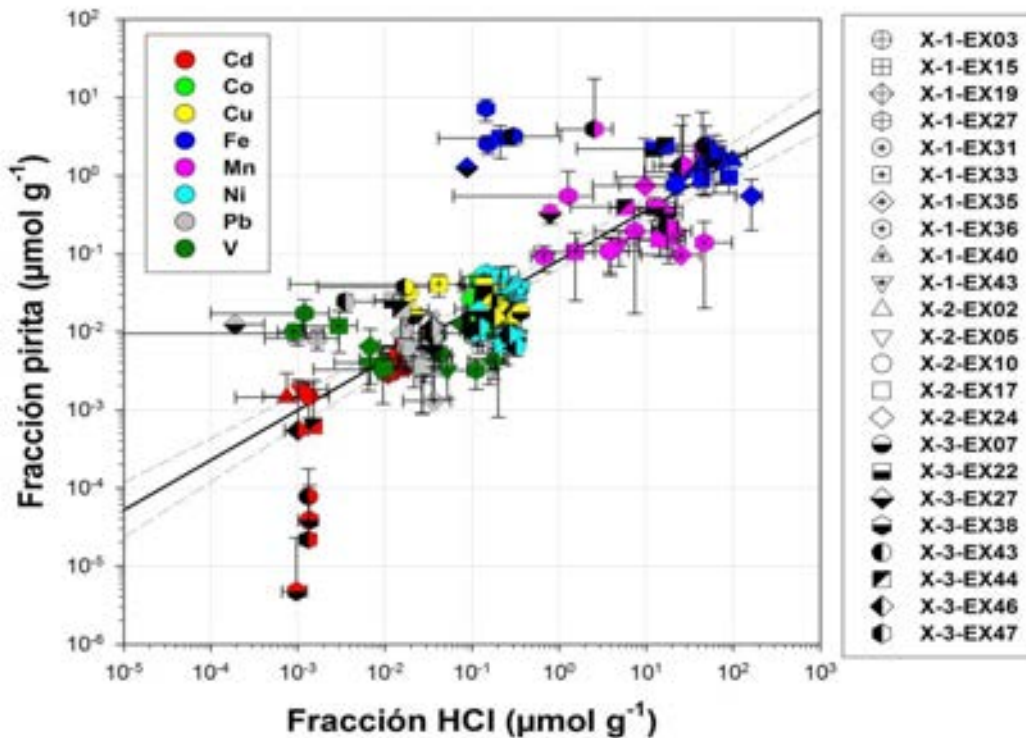 Fracción pirita (µmol g⁻¹)
10²
10¹
10⁰
10⁻¹
10⁻²
10⁻³
10⁻⁴
10⁻⁵
10⁻⁶
Cd
Co
Cu
Fe
Mn
Ni
Pb
V
10⁻⁵ 10⁻⁴ 10⁻³ 10⁻² 10⁻¹ 10⁰ 10¹ 10² 10³
Fracción HCl (µmol g⁻¹)
X-1-EX03
X-1-EX15
X-1-EX19
X-1-EX27
X-1-EX31
X-1-EX33
X-1-EX35
X-1-EX36
X-1-EX40
X-1-EX43
X-2-EX02
X-2-EX05
X-2-EX10
X-2-EX17
X-2-EX24
X-3-EX07
X-3-EX22
X-3-EX27
X-3-EX38
X-3-EX43
X-3-EX44
X-3-EX46
X-3-EX47